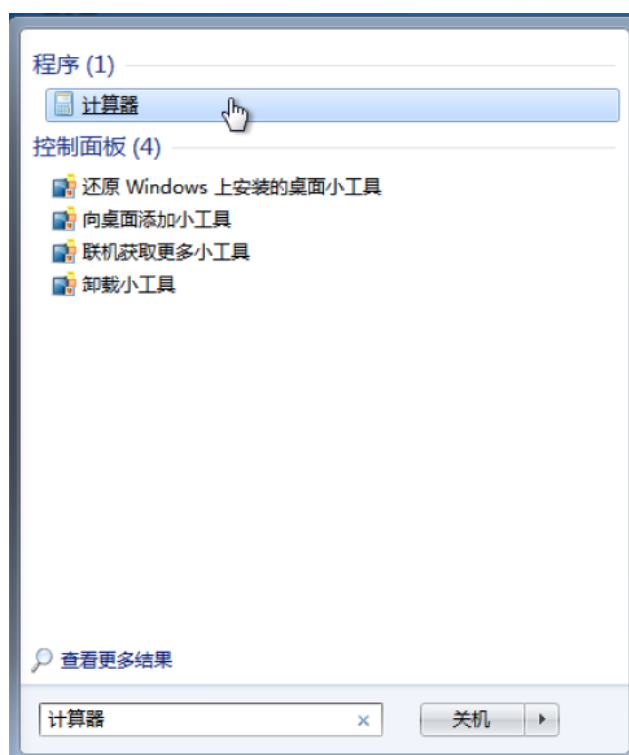 程序 (1)
计算器
控制面板 (4)
还原 Windows 上安装的桌面小工具
向桌面添加小工具
联机获取更多小工具
卸载小工具
查看更多结果
计算器
关机